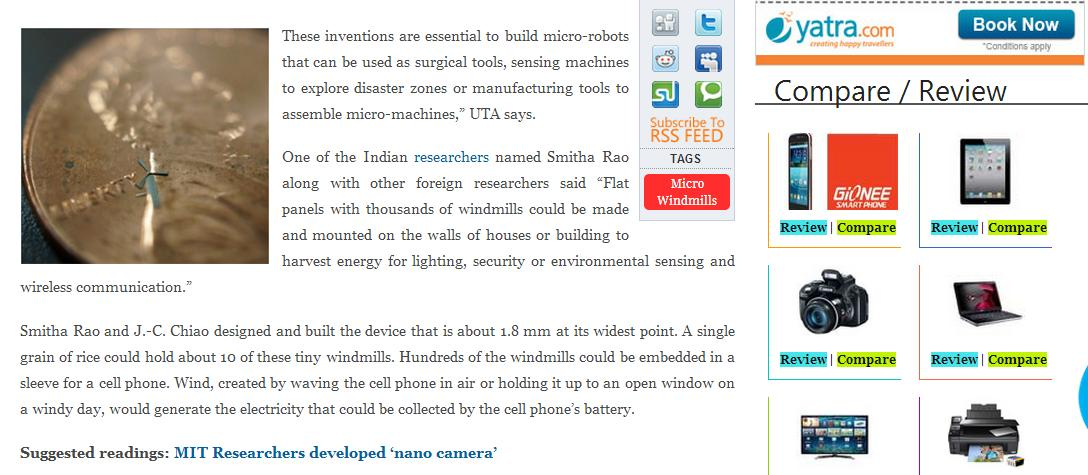 These inventions are essential to build micro-robots
that can be used as surgical tools, sensing machines
to explore disaster zones or manufacturing tools to
assemble micro-machines,” UTA says.
One of the Indian researchers named Smitha Rao
along with other foreign researchers said “Flat
panels with thousands of windmills could be made
and mounted on the walls of houses or building to
harvest energy for lighting, security or environmental sensing and
wireless communication.”
Smitha Rao and J.-C. Chiao designed and built the device that is about 1.8 mm at its widest point. A single
grain of rice could hold about 10 of these tiny windmills. Hundreds of the windmills could be embedded in a
sleeve for a cell phone. Wind, created by waving the cell phone in air or holding it up to an open window on
a windy day, would generate the electricity that could be collected by the cell phone’s battery.
Suggested readings: MIT Researchers developed ‘nano camera’
Subscribe To
RSS FEED
TAGS
Micro
Windmills
yatra.com
creating happy travellers
Book Now
*Conditions apply
Compare / Review
GiONEE
SMART PHONE
Review | Compare
Review | Compare
Review | Compare
Review | Compare